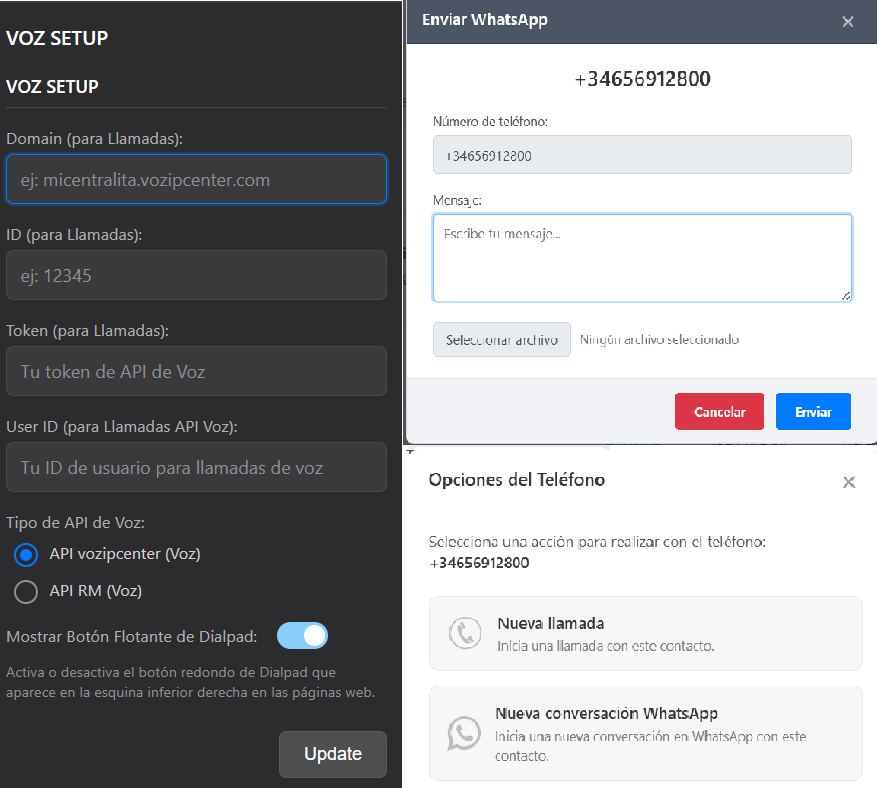 VOZ SETUP
VOZ SETUP
Domain (para Llamadas):
ej: micentralita.vozipcenter.com
ID (para Llamadas):
ej: 12345
Token (para Llamadas):
Tu token de API de Voz
User ID (para Llamadas API Voz):
Tu ID de usuario para llamadas de voz
Tipo de API de Voz:
API vozipcenter (Voz)
API RM (Voz)
Mostrar Botón Flotante de Dialpad:
Activa o desactiva el botón redondo de Dialpad que
aparece en la esquina inferior derecha en las páginas web.
Update
Enviar WhatsApp
+34656912800
Número de teléfono:
+34656912800
Mensaje:
Escribe tu mensaje...
Seleccionar archivo Ningún archivo seleccionado
Cancelar Enviar
Opciones del Teléfono
Selecciona una acción para realizar con el teléfono:
+34656912800
Nueva llamada
Inicia una llamada con este contacto.
Nueva conversación WhatsApp
Inicia una nueva conversación en WhatsApp con este
contacto.